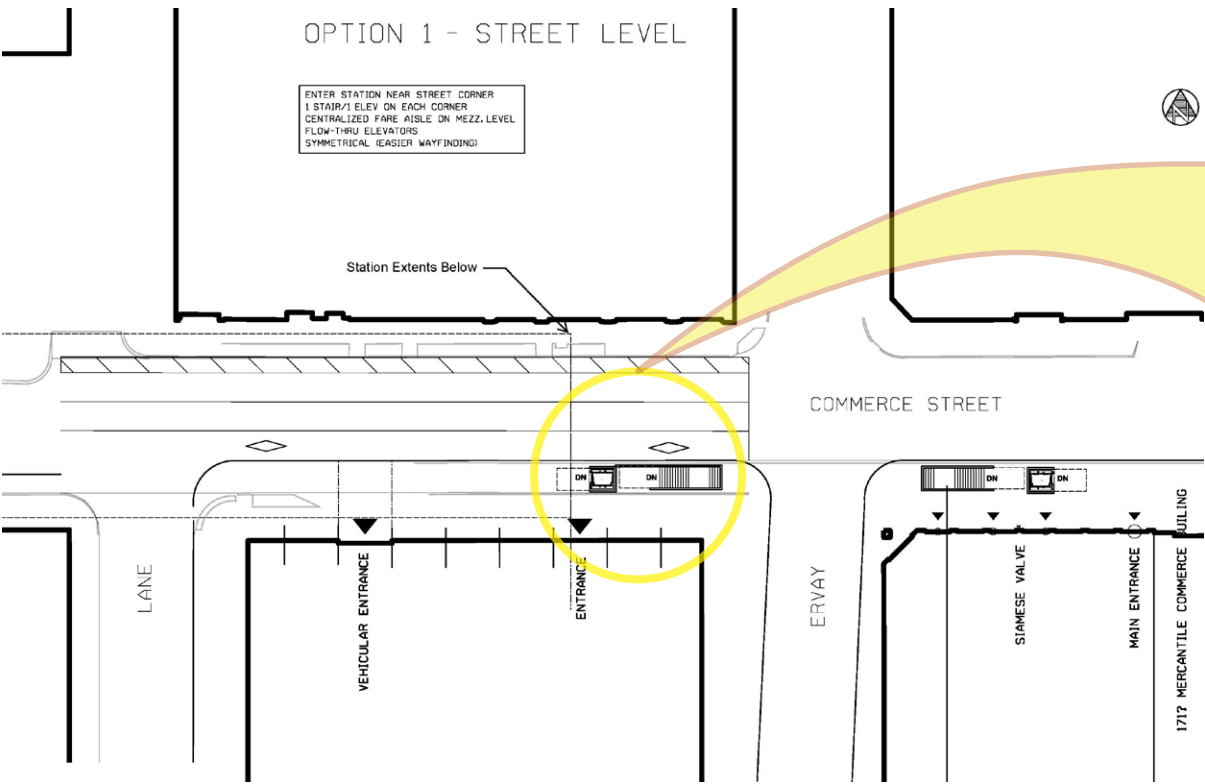 OPTION 1 - STREET LEVEL
ENTER STATION NEAR STREET CORNER
1 STAIR/1 ELEV ON EACH CORNER
CENTRALIZED FARE AISLE ON MEZZ. LEVEL
FLOW-THRU ELEVATORS
SYMMETRICAL (EASIER WAYFINDING)
Station Extents Below
COMMERCE STREET
DN
DN
DN
DN
LANE
VEHICULAR ENTRANCE
ENTRANCE
ERVAY
SIAMESE VALVE
MAIN ENTRANCE
1717 MERCANTILE COMMERCE BUILING